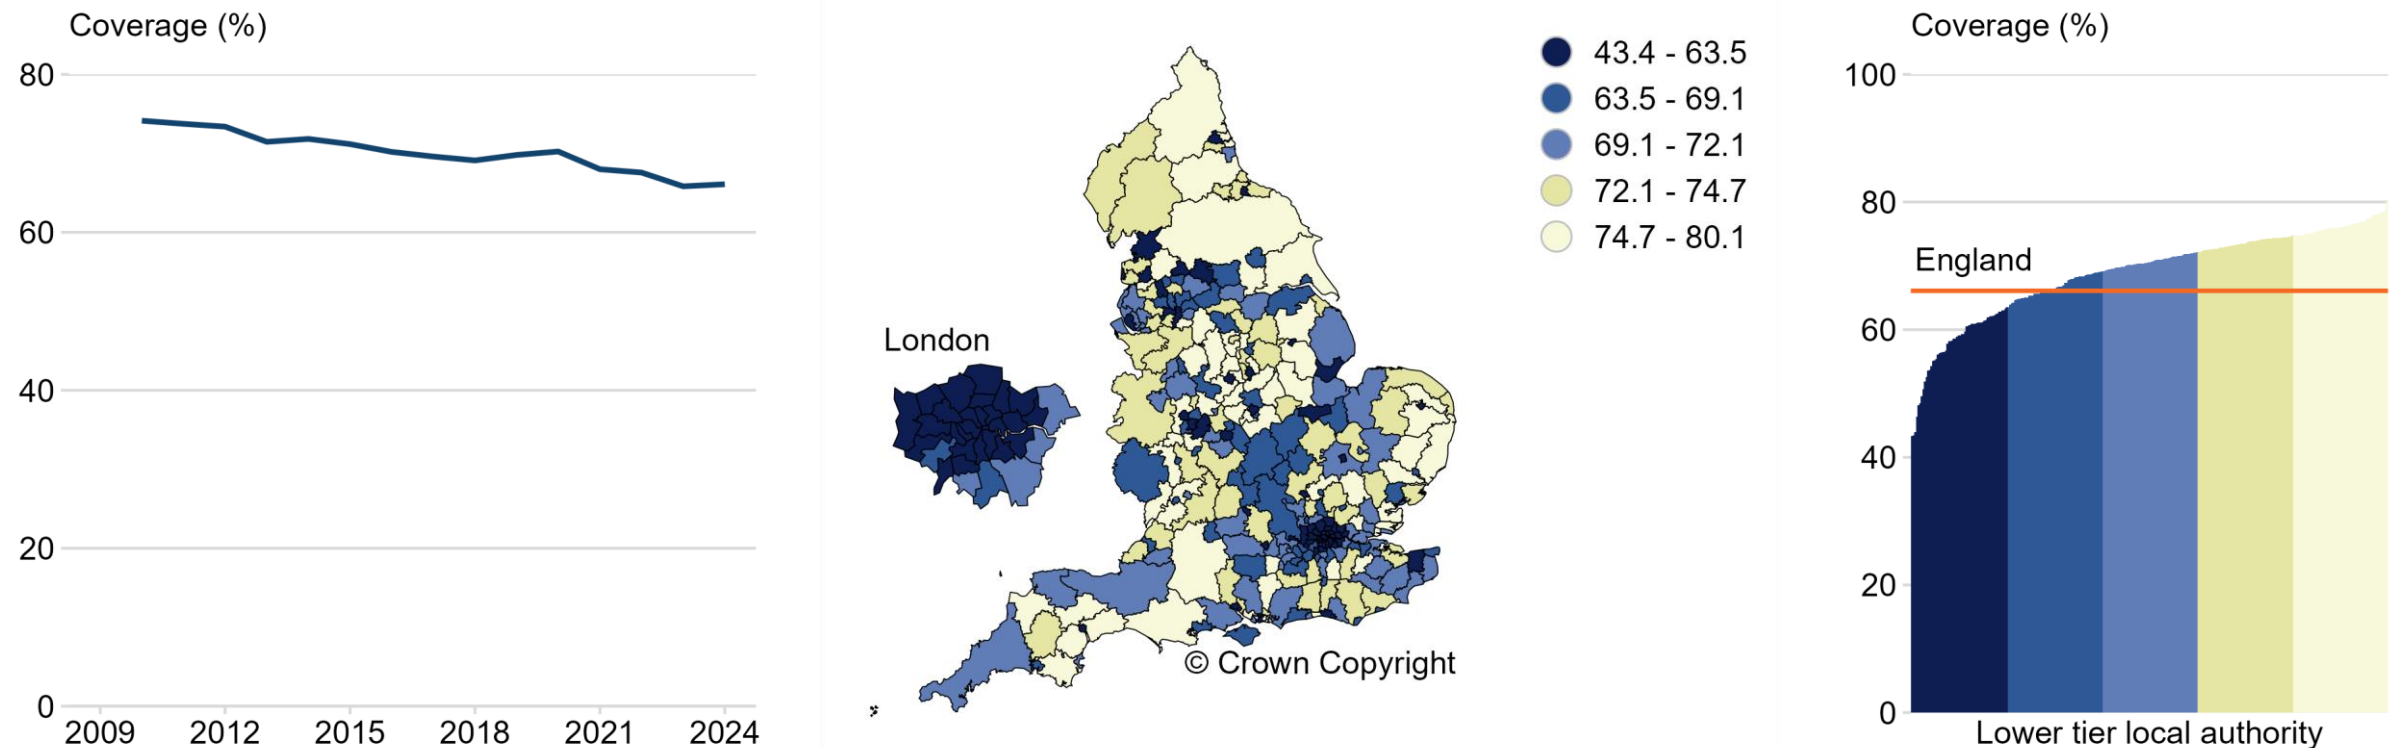 Coverage (%)
80
60
40
20
0
2009 2012 2015 2018 2021 2024
London
© Crown Copyright
43.4 - 63.5
63.5 - 69.1
69.1 - 72.1
72.1 - 74.7
74.7 - 80.1
Coverage (%)
100
80
England
60
40
20
0
Lower tier local authority